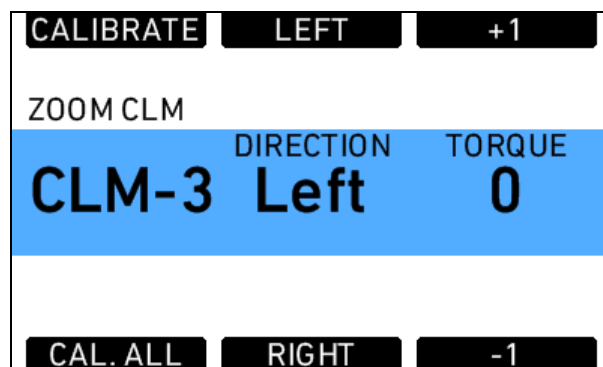 CALIBRATE LEFT +1
ZOOM CLM
DIRECTION TORQUE
CLM-3 Left 0
CAL. ALL RIGHT -1